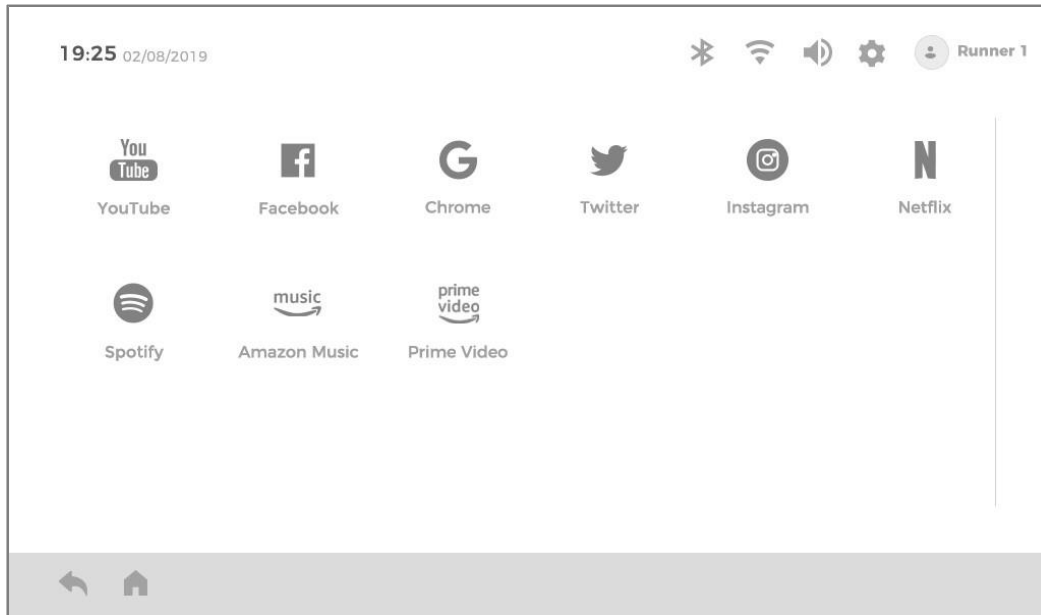 19:25 02/08/2019
Runner 1
You
Tube
YouTube
Facebook
Chrome
Twitter
Instagram
N
Netflix
Spotify
music
Amazon Music
prime
video
Prime Video